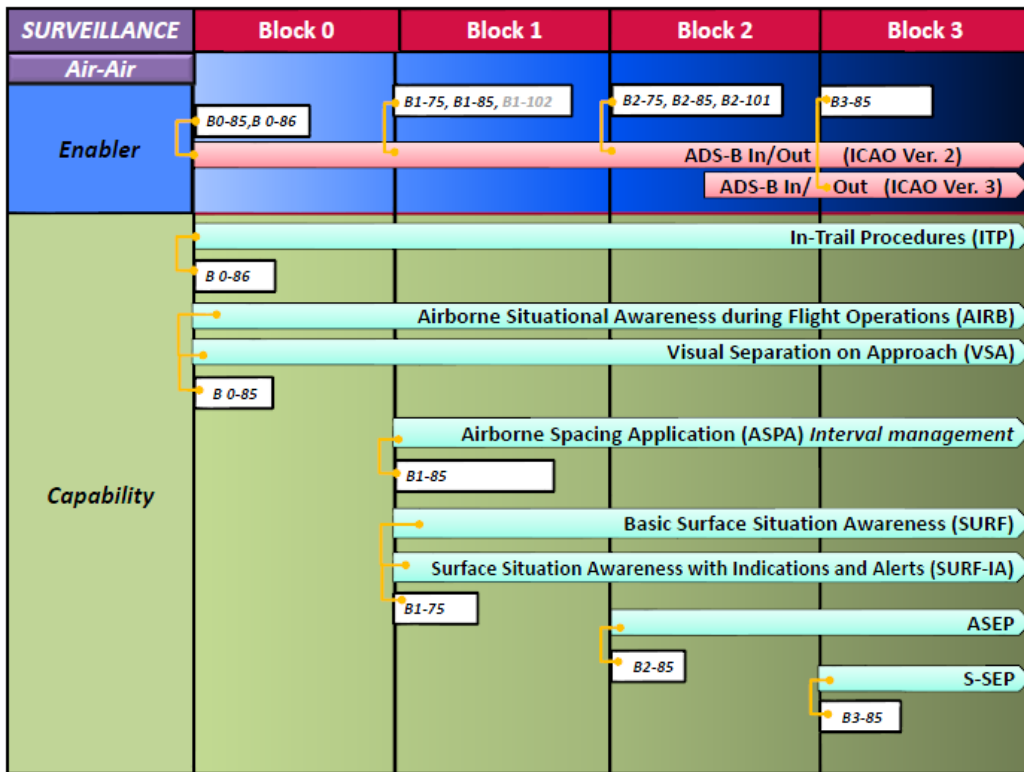 SURVEILLANCE Block 0 Block 1 Block 2 Block 3
Air-Air
Enabler
B0-85,B 0-86
B1-75, B1-85, B1-102
B2-75, B2-85, B2-101
B3-85
ADS-B In/Out (ICAO Ver. 2)
ADS-B In/ Out (ICAO Ver. 3)
Capability
In-Trail Procedures (ITP)
B 0-86
Airborne Situational Awareness during Flight Operations (AIRB)
Visual Separation on Approach (VSA)
B 0-85
Airborne Spacing Application (ASPA) Interval management
B1-85
Basic Surface Situation Awareness (SURF)
Surface Situation Awareness with Indications and Alerts (SURF-IA)
B1-75
ASEP
B2-85
S-SEP
B3-85